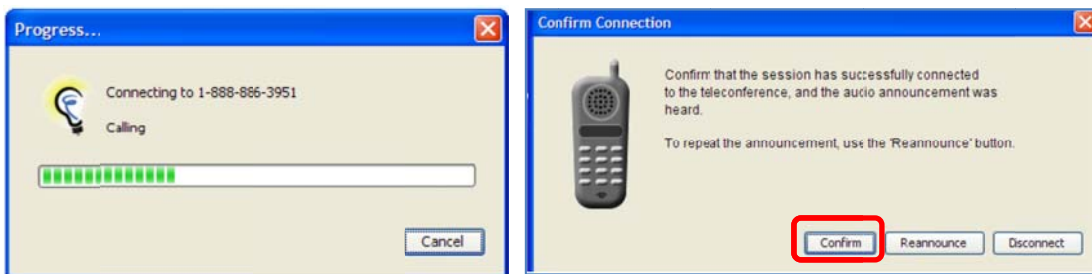 Progress...
Connecting to 1-888-886-3951
Calling
Cancel
Confirm Connection
Confirm that the session has successfully connected
to the teleconference, and the audio announcement was
heard.
To repeat the announcement, use the 'Reannounce' button.
Confirm
Reannounce
Disconnect